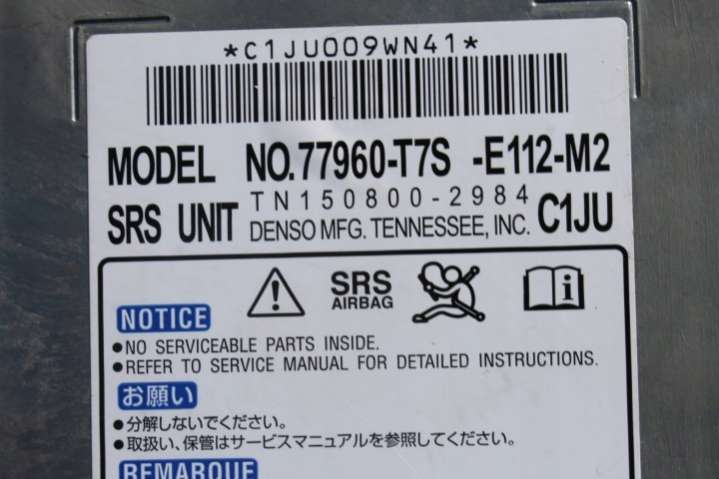 *C1JU009WN41*
MODEL NO.77960-T7S -E112-M2
SRS UNIT TN150800-2984 DENSO MFG. TENNESSEE, INC. C1JU
SRS AIRBAG
NOTICE
●NO SERVICEABLE PARTS INSIDE.
●REFER TO SERVICE MANUAL FOR DETAILED INSTRUCTIONS.
お願い
●分解しないでください。
●取扱い、保管はサービスマニュアルを参照してください。
REMARQUE